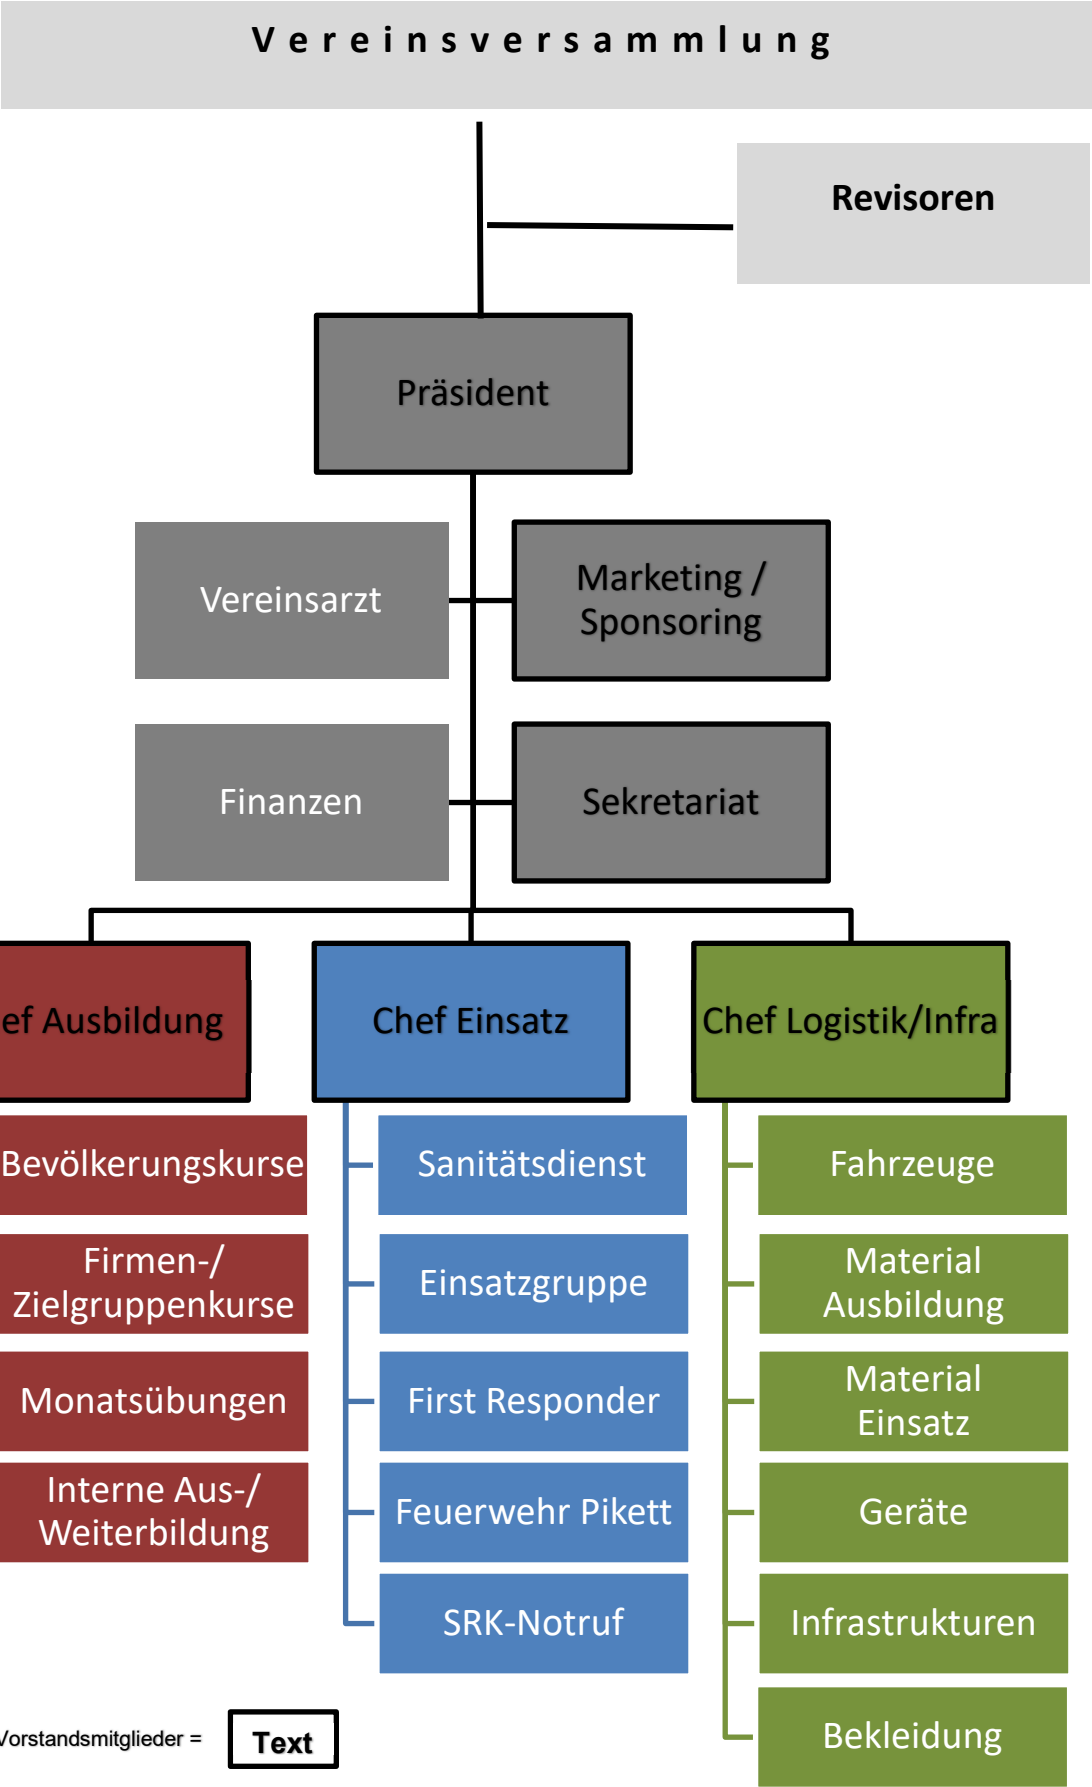 Vereinsversammlung
Revisoren
Präsident
Vereinsarzt
Marketing /
Sponsoring
Finanzen
Sekretariat
ef Ausbildung
Chef Einsatz
Chef Logistik/Infra
Bevölkerungskurse
Sanitätsdienst
Fahrzeuge
Firmen-/
Zielgruppenkurse
Einsatzgruppe
Material
Ausbildung
Monatsübungen
First Responder
Material
Einsatz
Interne Aus-/
Weiterbildung
Feuerwehr Pikett
Geräte
SRK-Notruf
Infrastrukturen
Bekleidung
Vorstandsmitglieder =
Text